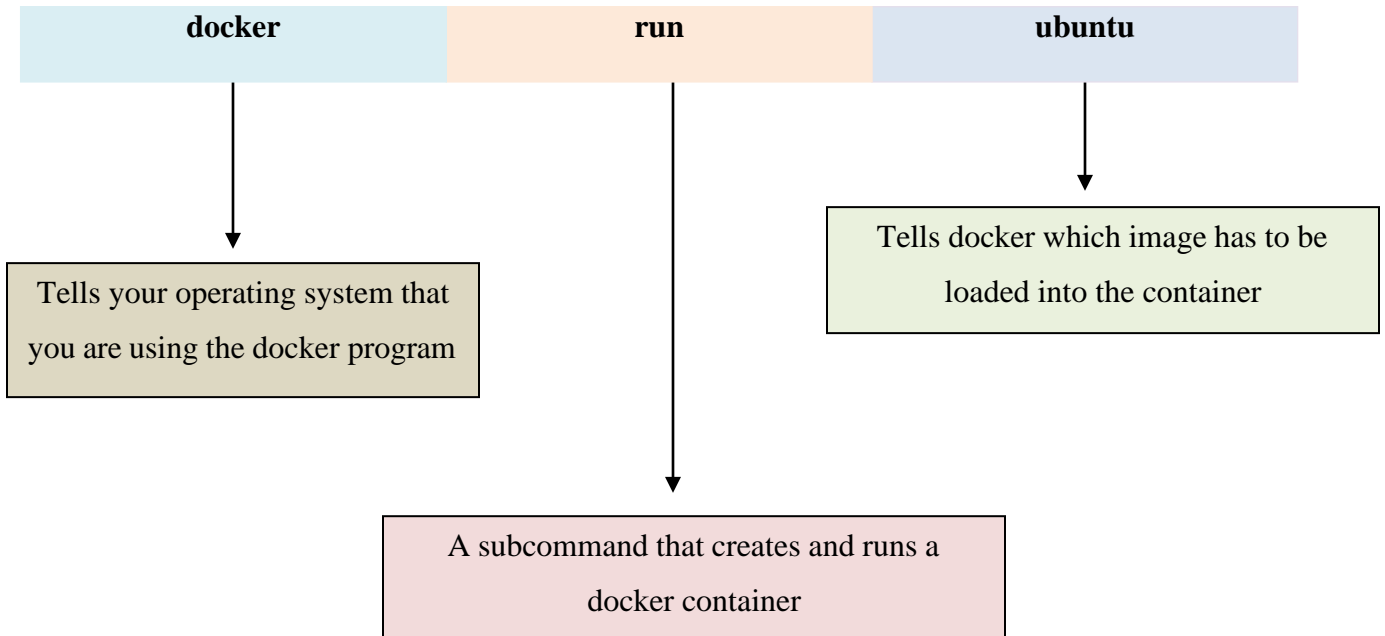 docker run ubuntu
Tells your operating system that
you are using the docker program
Tells docker which image has to be
loaded into the container
A subcommand that creates and runs a
docker container